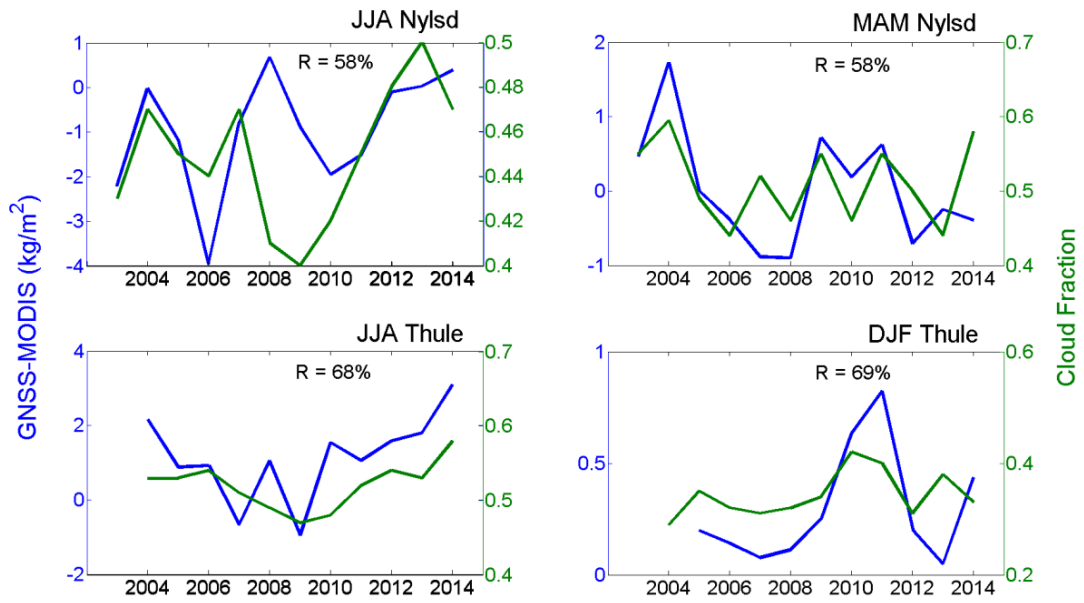 JJA Nylsd
MAM Nylsd
R = 58%
R = 58%
1
0
-1
-2
-3
-4
0.5
0.48
0.46
0.44
0.42
0.4
2
1
0
-1
0.7
0.6
0.5
0.4
2004 2006 2008 2010 2012 2014
2004 2006 2008 2010 2012 2014
GNSS-MODIS (kg/m²)
Cloud Fraction
JJA Thule
DJF Thule
R = 68%
R = 69%
4
2
0
-2
0.7
0.6
0.5
0.4
1
0.5
0
0.6
0.4
0.2
2004 2006 2008 2010 2012 2014
2004 2006 2008 2010 2012 2014